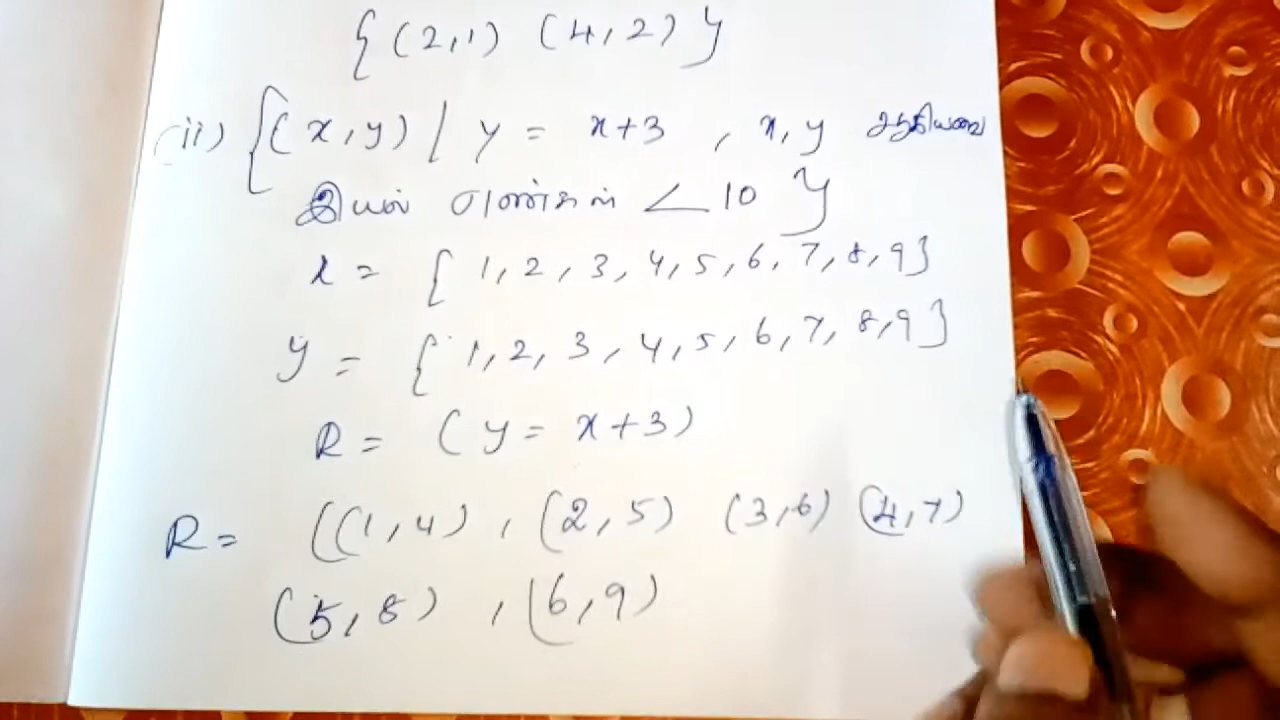 {(2,1) (4,2)}
(ii) {(x,y) / y = x+3 , x, y ஆகியவை
இயல் எண்கள் < 10 }
x = { 1, 2, 3, 4, 5, 6, 7, 8, 9}
y = { 1, 2, 3, 4, 5, 6, 7, 8, 9}
R = (y = x+3)
R = ((1,4) , (2,5) (3,6) (4,7)
(5,8) , (6,9)